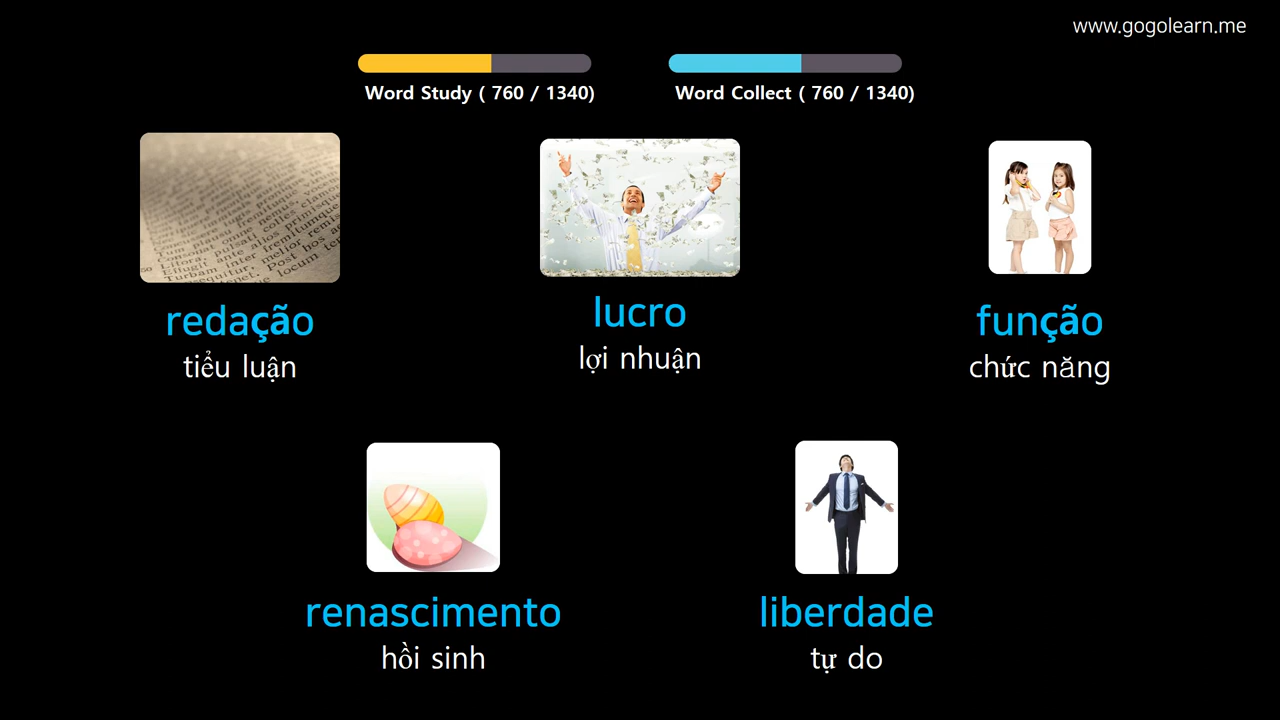 www.gogolearn.me
Word Study ( 760 / 1340)
Word Collect ( 760 / 1340)
redação
tiểu luận
lucro
lợi nhuận
função
chức năng
renascimento
hồi sinh
liberdade
tự do